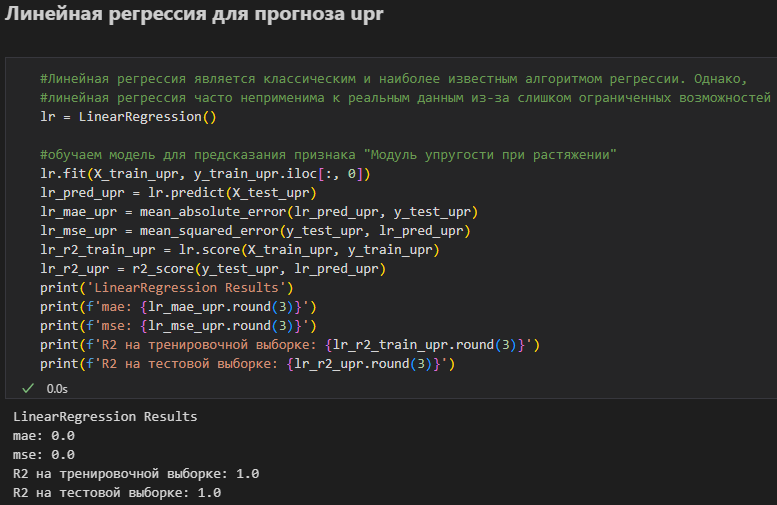 Линейная регрессия для прогноза upr
#Линейная регрессия является классическим и наиболее известным алгоритмом регрессии. Однако,
#линейная регрессия часто неприменима к реальным данным из-за слишком ограниченных возможностей
lr = LinearRegression()
#обучаем модель для предсказания признака "Модуль упругости при растяжении"
lr.fit(X_train_upr, y_train_upr.iloc[:, 0])
lr_pred_upr = lr.predict(X_test_upr)
lr_mae_upr = mean_absolute_error(lr_pred_upr, y_test_upr)
lr_mse_upr = mean_squared_error(y_test_upr, lr_pred_upr)
lr_r2_train_upr = lr.score(X_train_upr, y_train_upr)
lr_r2_upr = r2_score(y_test_upr, lr_pred_upr)
print('LinearRegression Results')
print(f'mae: {lr_mae_upr.round(3)}')
print(f'mse: {lr_mse_upr.round(3)}')
print(f'R2 на тренировочной выборке: {lr_r2_train_upr.round(3)}')
print(f'R2 на тестовой выборке: {lr_r2_upr.round(3)}')
0.0s
LinearRegression Results
mae: 0.0
mse: 0.0
R2 на тренировочной выборке: 1.0
R2 на тестовой выборке: 1.0